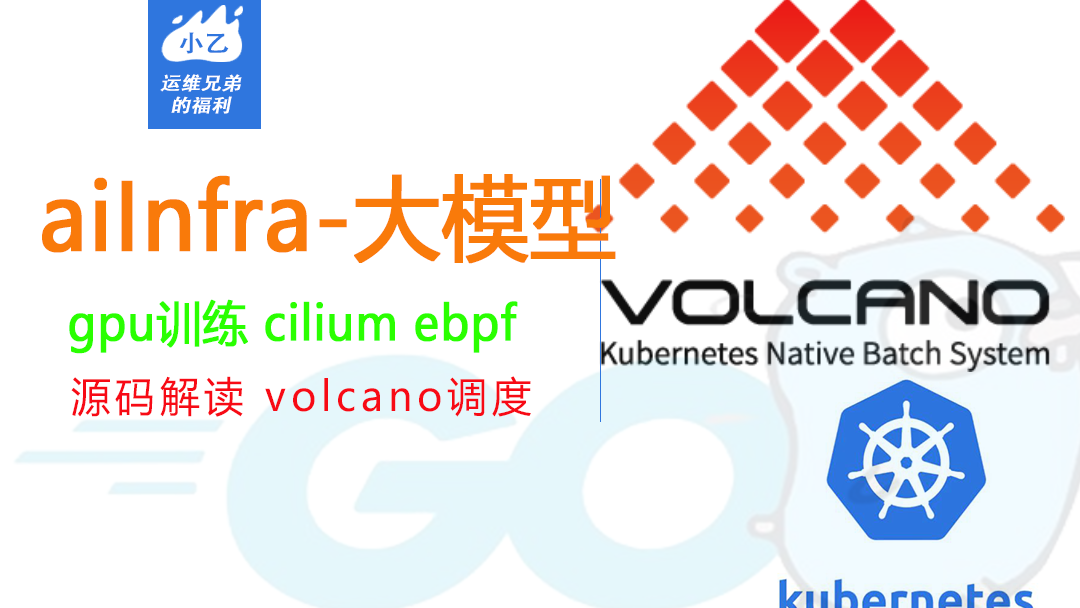 小乙
运维兄弟
的福利
aiInfra-大模型
gpu训练 cilium ebpf
源码解读 volcano调度
VOLCANO
Kubernetes Native Batch System
GO
kubernetes